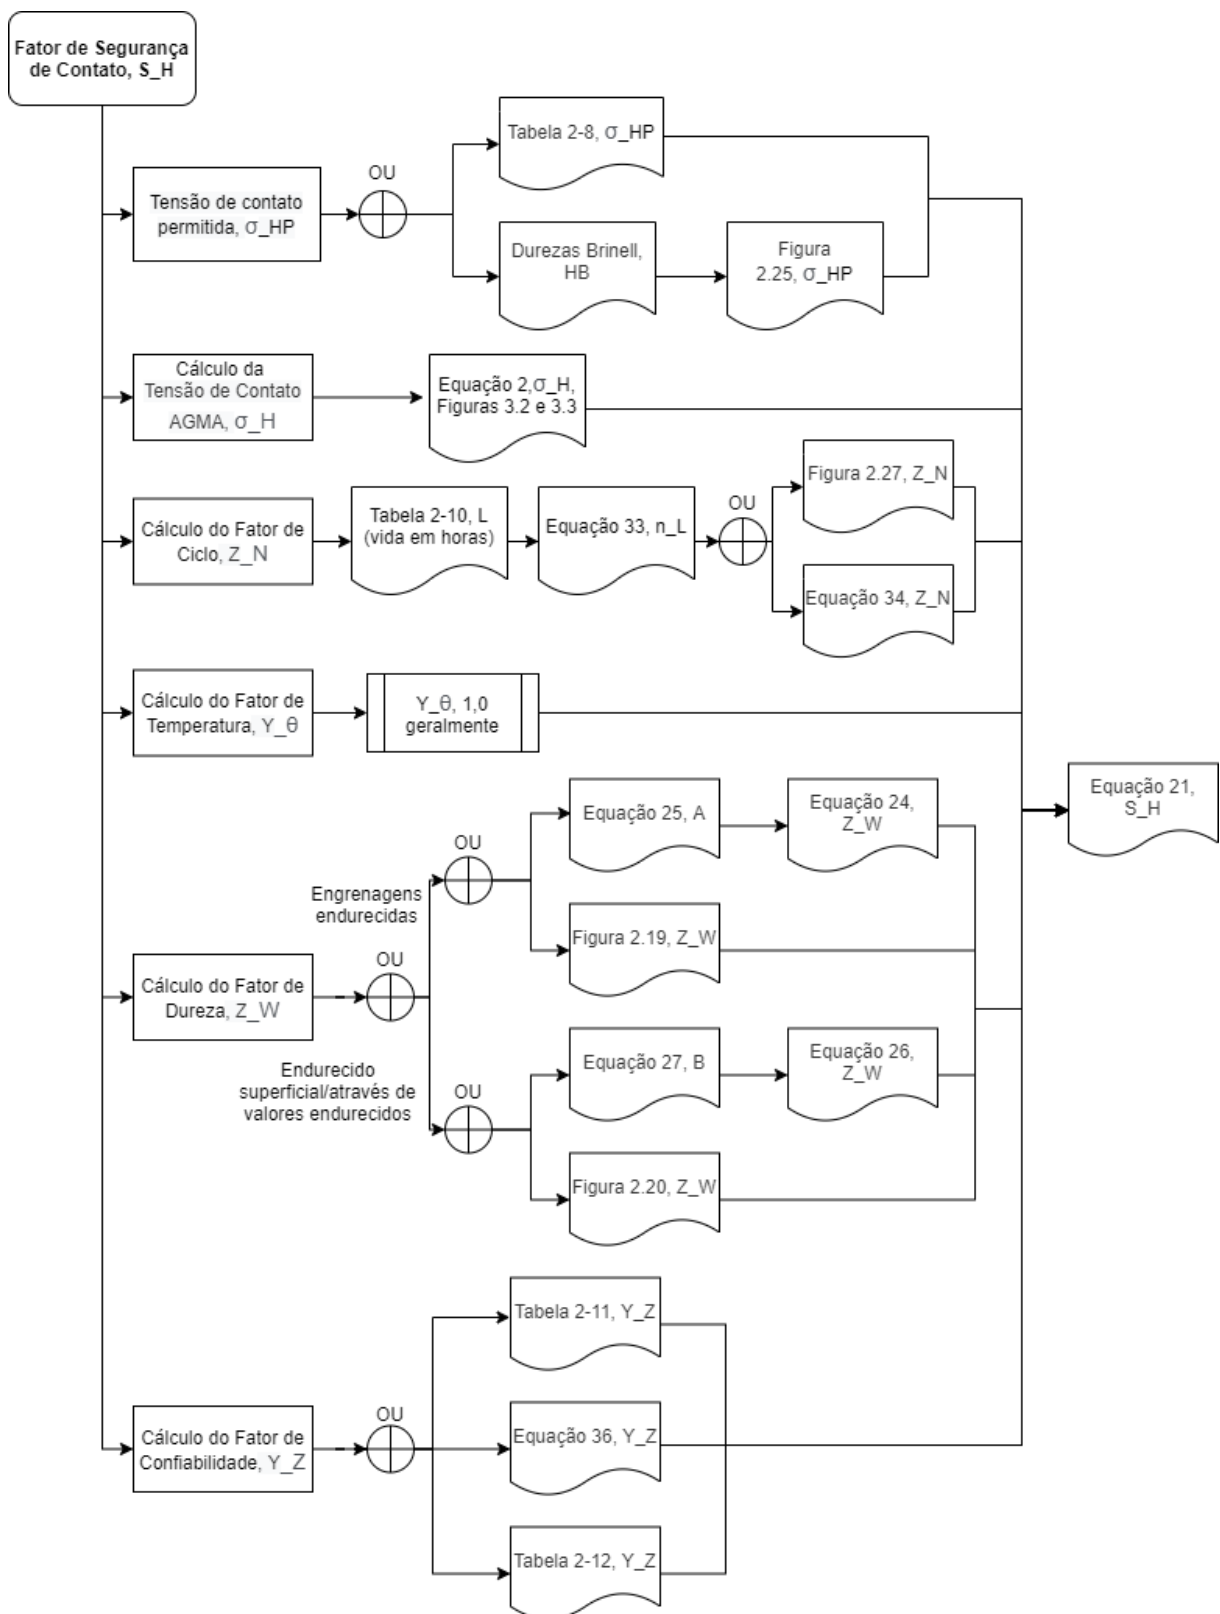 Fator de Segurança
de Contato, S_H
Tensão de contato
permitida, σ_HP
OU
Tabela 2-8, σ_HP
Durezas Brinell,
HB
Figura
2.25, σ_HP
Cálculo da
Tensão de Contato
AGMA, σ_H
Equação 2,σ_H,
Figuras 3.2 e 3.3
Cálculo do Fator de
Ciclo, Z_N
Tabela 2-10, L
(vida em horas)
Equação 33, n_L
OU
Figura 2.27, Z_N
Equação 34, Z_N
Cálculo do Fator de
Temperatura, Y_θ
Y_θ, 1,0
geralmente
Cálculo do Fator de
Dureza, Z_W
OU
Engrenagens
endurecidas
OU
Equação 25, A
Equação 24,
Z_W
Figura 2.19, Z_W
Endurecido
superficial/através de
valores endurecidos
OU
Equação 27, B
Equação 26,
Z_W
Figura 2.20, Z_W
Cálculo do Fator de
Confiabilidade, Y_Z
OU
Tabela 2-11, Y_Z
Equação 36, Y_Z
Tabela 2-12, Y_Z
Equação 21,
S_H